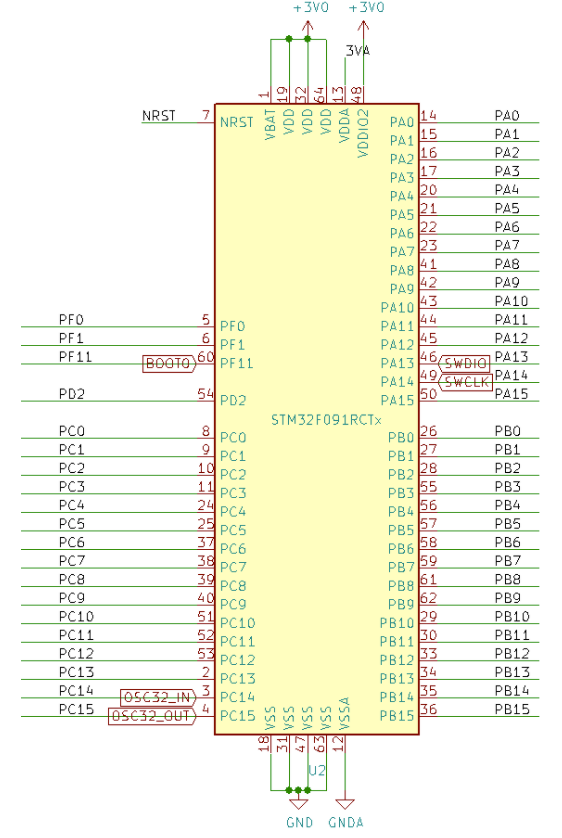 +3V0 +3V0
3VA
1 19 32 64 13 48
VBAT VDD VDD VDD VDDA VDDIO2
NRST 7 NRST PA0 14 PA0
PA1 15 PA1
PA2 16 PA2
PA3 17 PA3
PA4 20 PA4
PA5 21 PA5
PA6 22 PA6
PA7 23 PA7
PA8 41 PA8
PA9 42 PA9
PA10 43 PA10
PF0 5 PF0 PA11 44 PA11
PF1 6 PF1 PA12 45 PA12
PF11 BOOT0 60 PF11 PA13 46 SWDIO PA13
PA14 49 SWCLK PA14
PD2 54 PD2 PA15 50 PA15
STM32F091RCTx
PC0 8 PC0 PB0 26 PB0
PC1 9 PC1 PB1 27 PB1
PC2 10 PC2 PB2 28 PB2
PC3 11 PC3 PB3 55 PB3
PC4 24 PC4 PB4 56 PB4
PC5 25 PC5 PB5 57 PB5
PC6 37 PC6 PB6 58 PB6
PC7 38 PC7 PB7 59 PB7
PC8 39 PC8 PB8 61 PB8
PC9 40 PC9 PB9 62 PB9
PC10 51 PC10 PB10 29 PB10
PC11 52 PC11 PB11 30 PB11
PC12 53 PC12 PB12 33 PB12
PC13 2 PC13 PB13 34 PB13
PC14 OSC32_IN 3 PC14 PB14 35 PB14
PC15 OSC32_OUT 4 PC15 PB15 36 PB15
VSS VSS VSS VSS VSSA
18 31 47 63 12
U2
GND GNDA